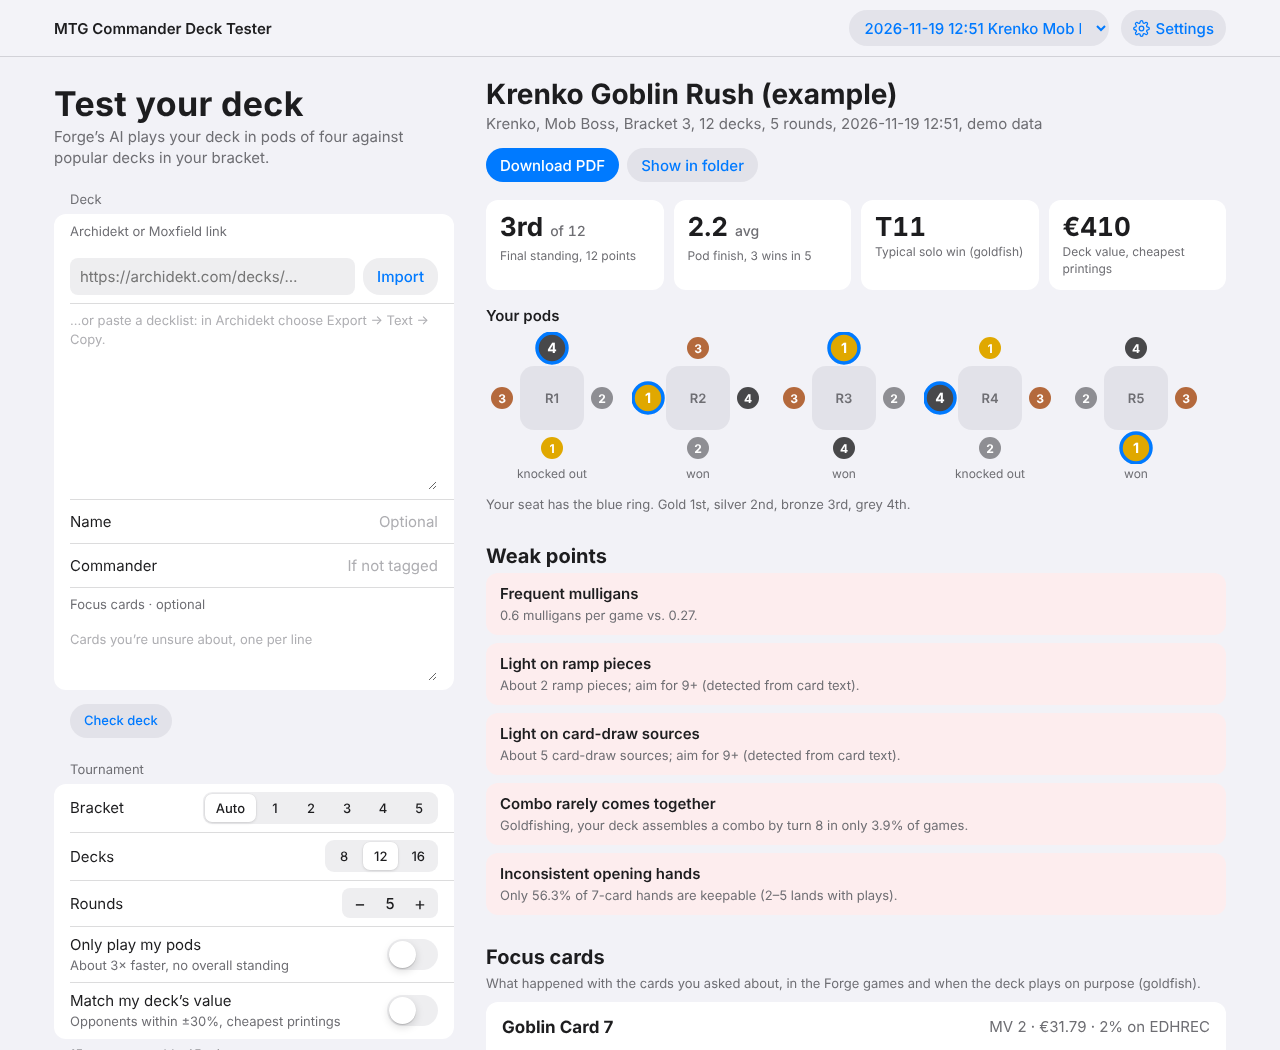 MTG Commander Deck Tester
2026-11-19 12:51 Krenko Mob
Settings
Test your deck
Forge's AI plays your deck in pods of four against
popular decks in your bracket.
Deck
Archidekt or Moxfield link
https://archidekt.com/decks/...
Import
...or paste a decklist: in Archidekt choose Export → Text →
Copy.
Name
Optional
Commander
If not tagged
Focus cards · optional
Cards you're unsure about, one per line
Check deck
Tournament
Bracket
Auto 1 2 3 4 5
Decks
8 12 16
Rounds
– 5 +
Only play my pods
About 3× faster, no overall standing
Match my deck's value
Opponents within ±30%, cheapest printings
Krenko Goblin Rush (example)
Krenko, Mob Boss, Bracket 3, 12 decks, 5 rounds, 2026-11-19 12:51, demo data
Download PDF
Show in folder
3rd of 12
Final standing, 12 points
2.2 avg
Pod finish, 3 wins in 5
T11
Typical solo win (goldfish)
€410
Deck value, cheapest
printings
Your pods
4
3 R1 2
1
knocked out
3
1 R2 4
2
won
1
3 R3 2
4
won
1
4 R4 3
2
knocked out
4
2 R5 3
1
won
Your seat has the blue ring. Gold 1st, silver 2nd, bronze 3rd, grey 4th.
Weak points
Frequent mulligans
0.6 mulligans per game vs. 0.27.
Light on ramp pieces
About 2 ramp pieces; aim for 9+ (detected from card text).
Light on card-draw sources
About 5 card-draw sources; aim for 9+ (detected from card text).
Combo rarely comes together
Goldfishing, your deck assembles a combo by turn 8 in only 3.9% of games.
Inconsistent opening hands
Only 56.3% of 7-card hands are keepable (2–5 lands with plays).
Focus cards
What happened with the cards you asked about, in the Forge games and when the deck plays on purpose (goldfish).
Goblin Card 7
MV 2 · €31.79 · 2% on EDHREC